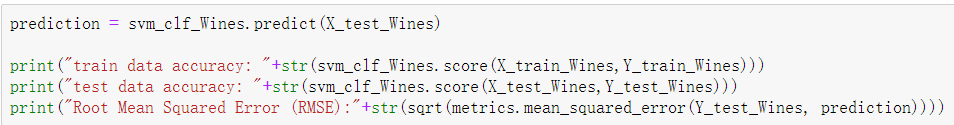 prediction = svm_clf_Wines.predict(X_test_Wines)
print("train data accuracy: "+str(svm_clf_Wines.score(X_train_Wines,Y_train_Wines)))
print("test data accuracy: "+str(svm_clf_Wines.score(X_test_Wines,Y_test_Wines)))
print("Root Mean Squared Error (RMSE):"+str(sqrt(metrics.mean_squared_error(Y_test_Wines, prediction))))